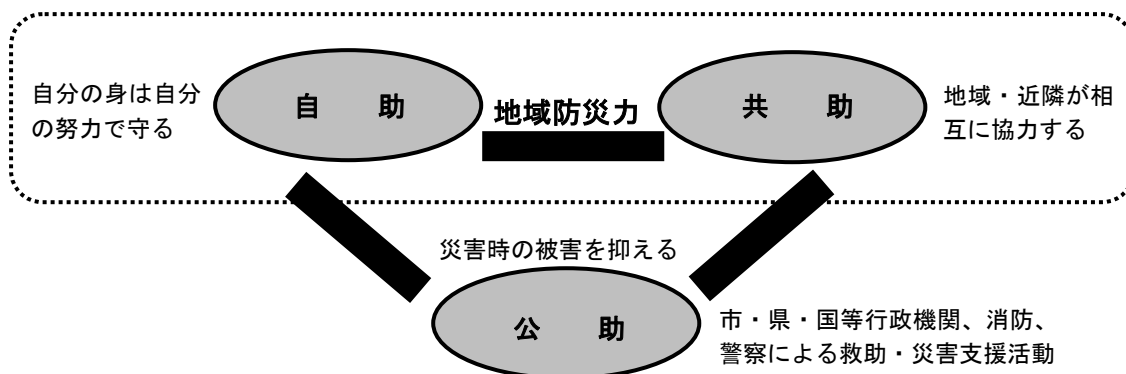 自分の身は自分
の努力で守る
自　　助
地域防災力
共　　助
地域・近隣が相
互に協力する
災害時の被害を抑える
公　　助
市・県・国等行政機関、消防、
警察による救助・災害支援活動